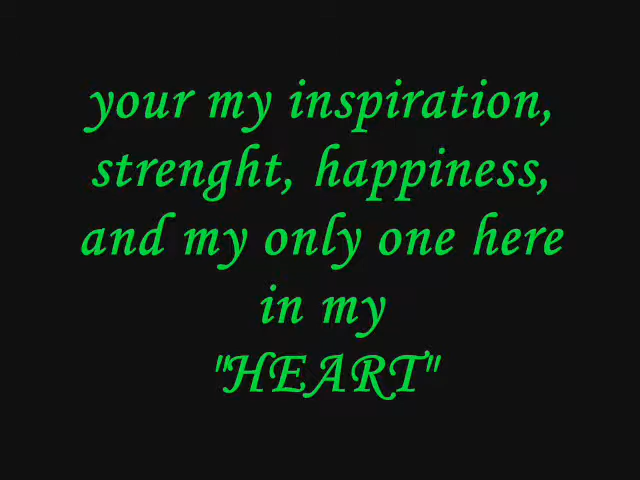 your my inspiration,
strenght, happiness,
and my only one here
in my
"HEART"